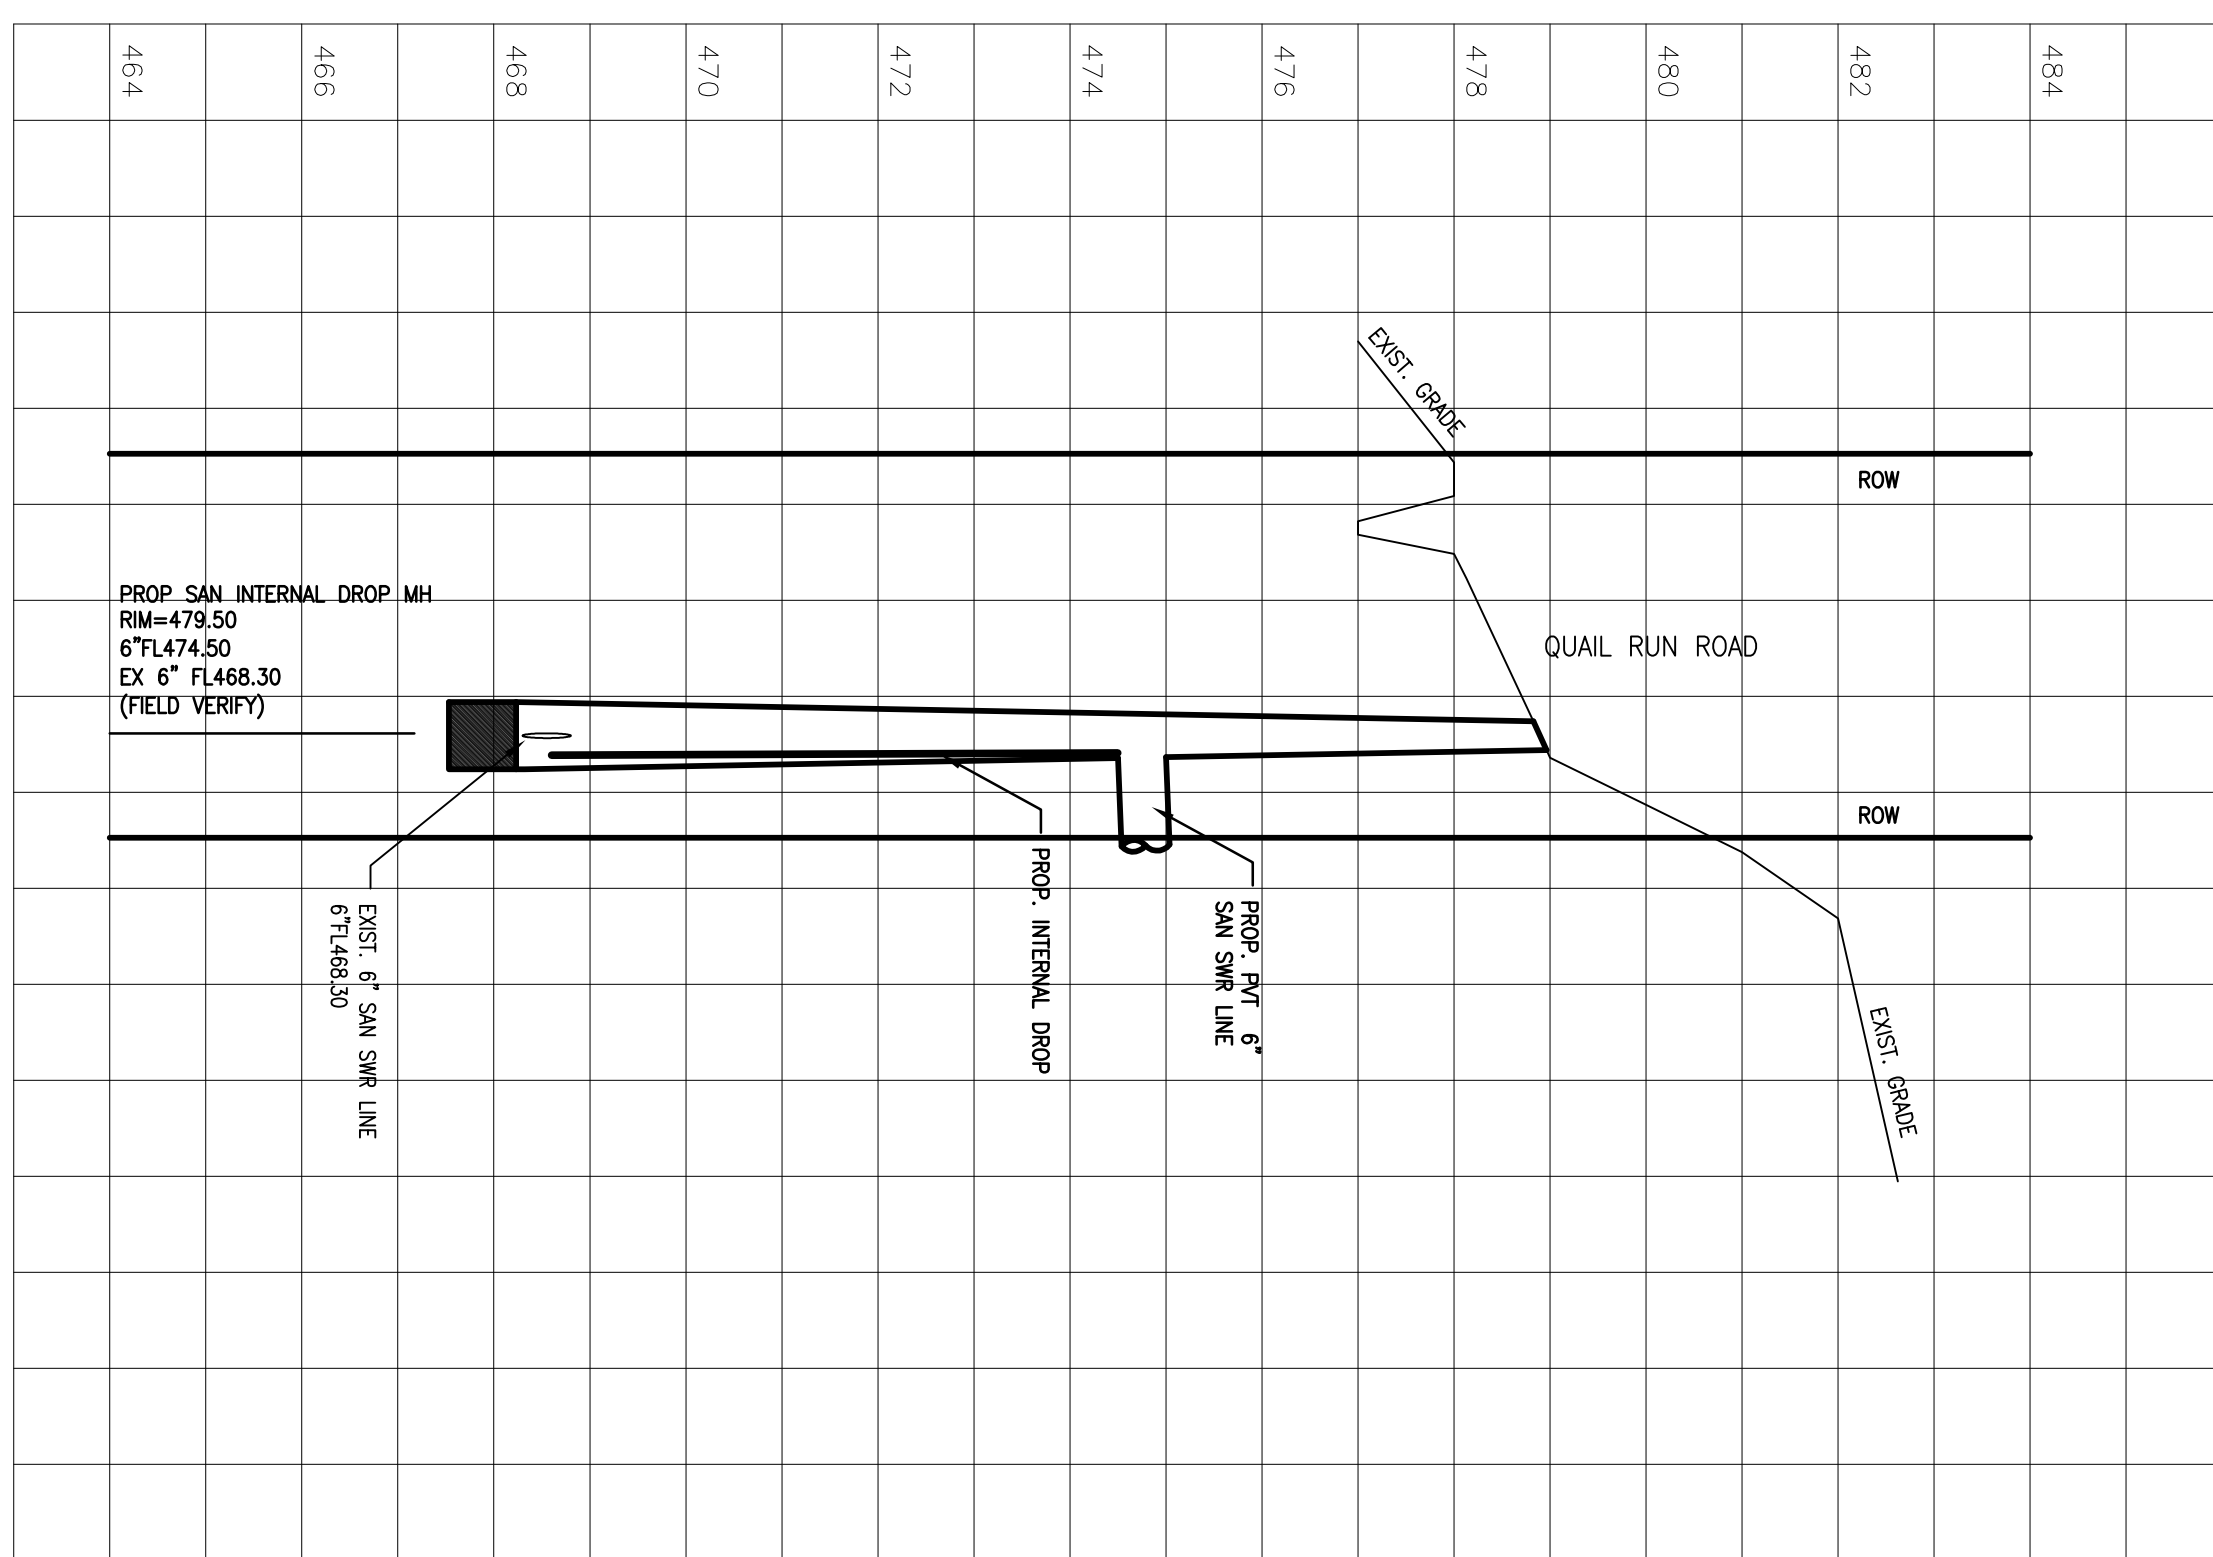 464
466
468
470
472
474
476
478
480
482
484
EXIST. GRADE
ROW
PROP SAN INTERNAL DROP MH
RIM=479.50
6"FL474.50
EX 6" FL468.30
(FIELD VERIFY)
QUAIL RUN ROAD
ROW
PROP. INTERNAL DROP
PROP. PVT 6"
SAN SWR LINE
EXIST. 6" SAN SWR LINE
6"FL468.30
EXIST. GRADE